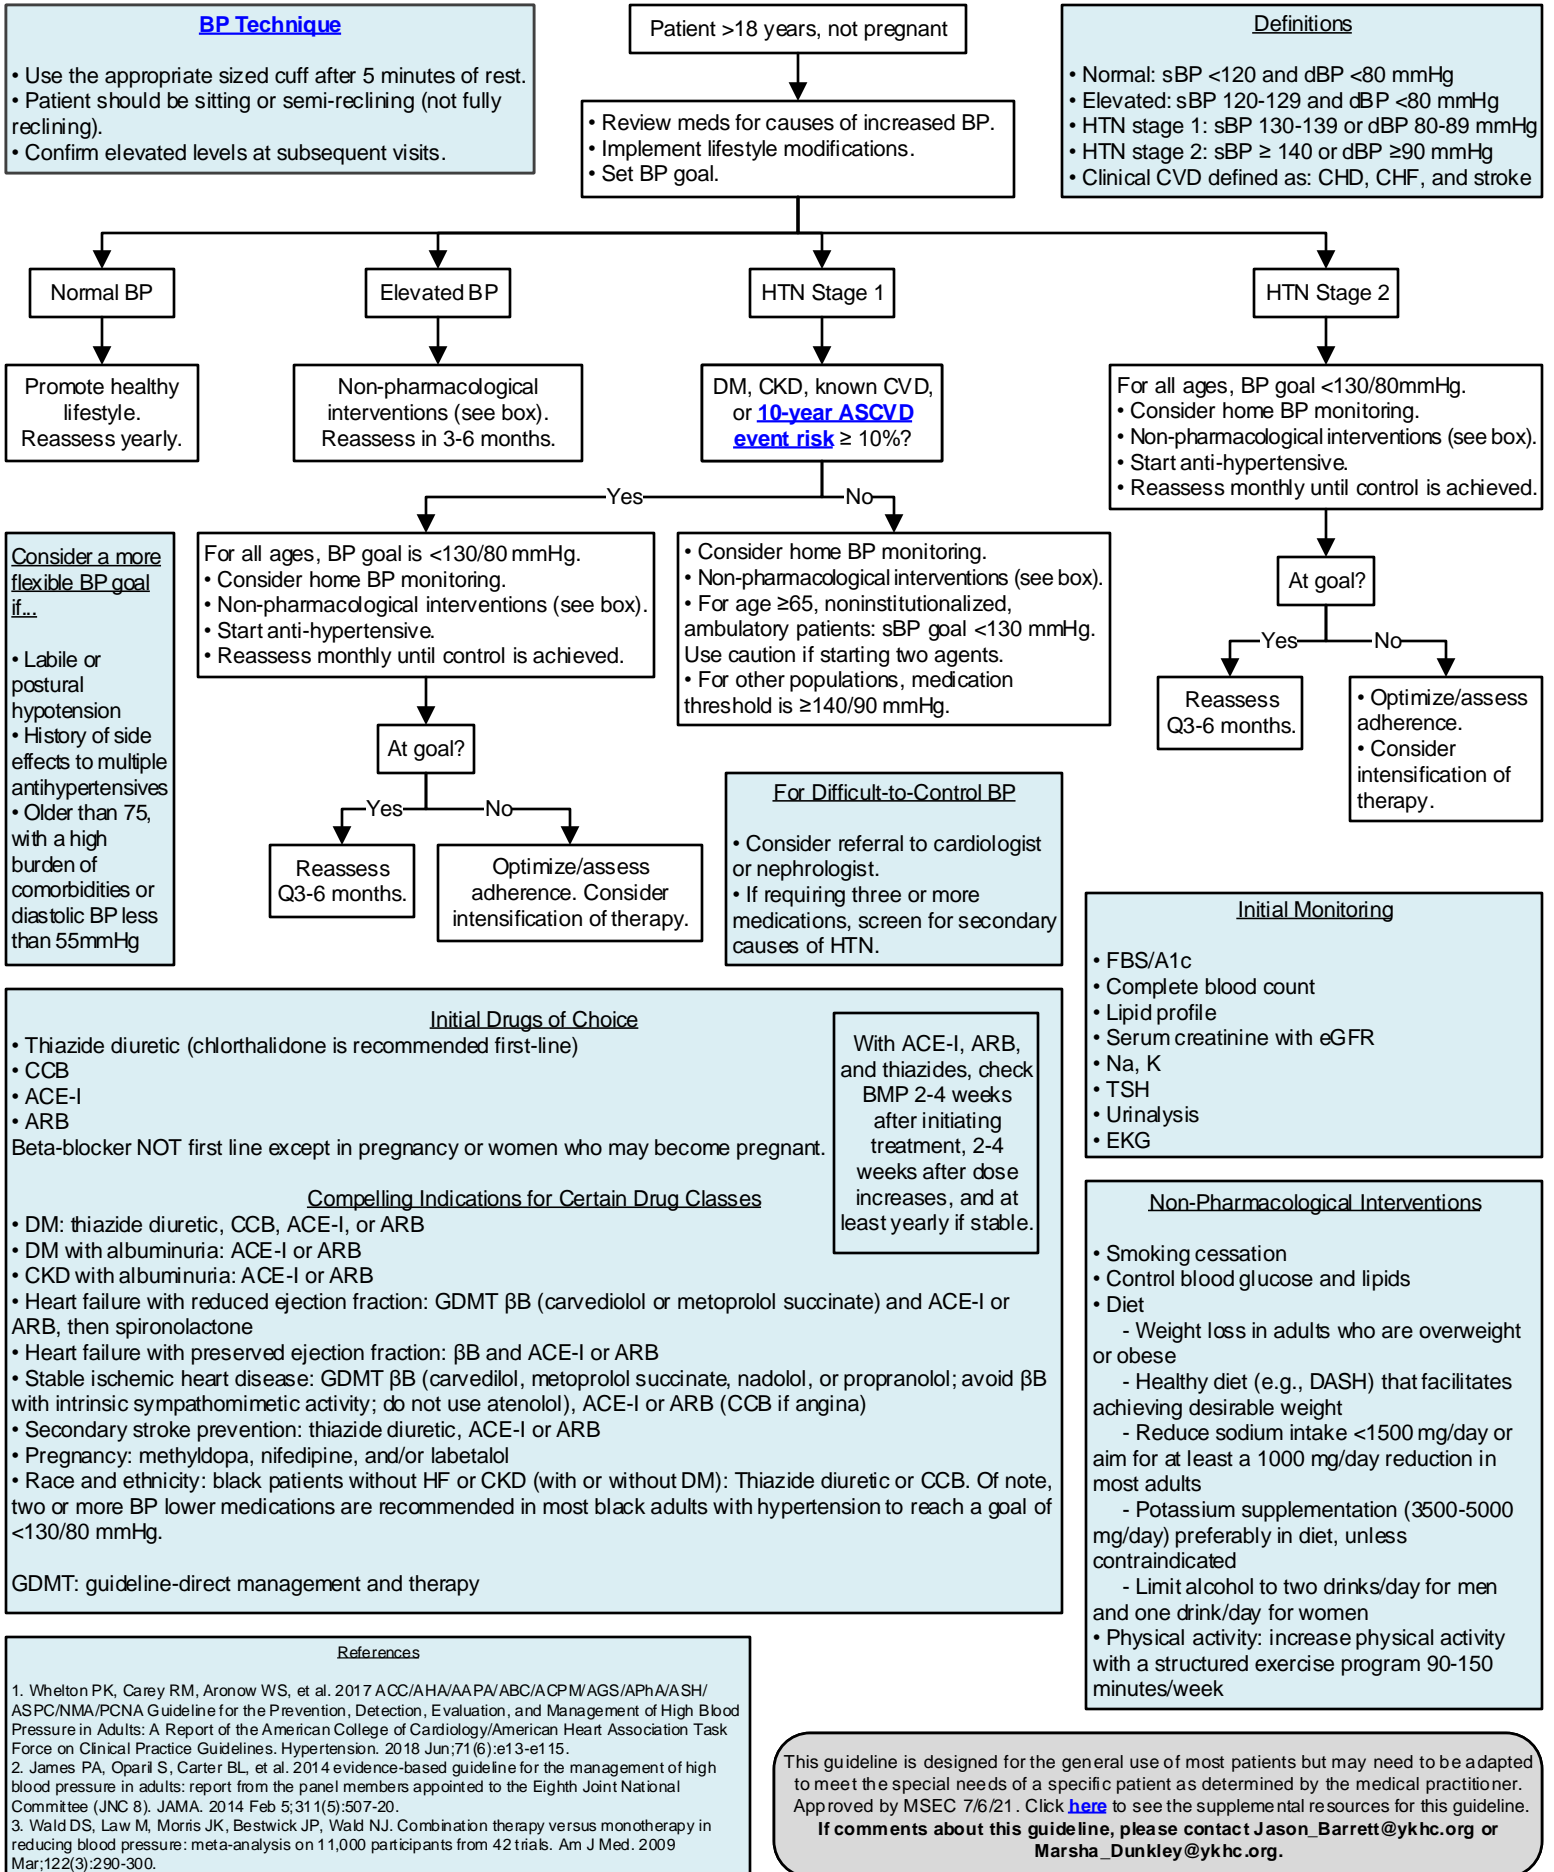 BP Technique
• Use the appropriate sized cuff after 5 minutes of rest.
• Patient should be sitting or semi-reclining (not fully
reclining).
• Confirm elevated levels at subsequent visits.
Patient >18 years, not pregnant
• Review meds for causes of increased BP.
• Implement lifestyle modifications.
• Set BP goal.
Definitions
• Normal: sBP <120 and dBP <80 mmHg
• Elevated: sBP 120-129 and dBP <80 mmHg
• HTN stage 1: sBP 130-139 or dBP 80-89 mmHg
• HTN stage 2: sBP ≥ 140 or dBP ≥90 mmHg
• Clinical CVD defined as: CHD, CHF, and stroke
Normal BP
Elevated BP
HTN Stage 1
HTN Stage 2
Promote healthy
lifestyle.
Reassess yearly.
Non-pharmacological
interventions (see box).
Reassess in 3-6 months.
DM, CKD, known CVD,
or 10-year ASCVD
event risk ≥ 10%?
For all ages, BP goal <130/80mmHg.
• Consider home BP monitoring.
• Non-pharmacological interventions (see box).
• Start anti-hypertensive.
• Reassess monthly until control is achieved.
Yes
No
Consider a more
flexible BP goal
if...
• Labile or
postural
hypotension
• History of side
effects to multiple
antihypertensives
• Older than 75,
with a high
burden of
comorbidities or
diastolic BP less
than 55mmHg
For all ages, BP goal is <130/80 mmHg.
• Consider home BP monitoring.
• Non-pharmacological interventions (see box).
• Start anti-hypertensive.
• Reassess monthly until control is achieved.
• Consider home BP monitoring.
• Non-pharmacological interventions (see box).
• For age ≥65, noninstitutionalized,
ambulatory patients: sBP goal <130 mmHg.
Use caution if starting two agents.
• For other populations, medication
threshold is ≥140/90 mmHg.
At goal?
Yes
No
Reassess
Q3-6 months.
• Optimize/assess
adherence.
• Consider
intensification of
therapy.
At goal?
Yes
No
Reassess
Q3-6 months.
Optimize/assess
adherence. Consider
intensification of therapy.
For Difficult-to-Control BP
• Consider referral to cardiologist
or nephrologist.
• If requiring three or more
medications, screen for secondary
causes of HTN.
Initial Monitoring
• FBS/A1c
• Complete blood count
• Lipid profile
• Serum creatinine with eGFR
• Na, K
• TSH
• Urinalysis
• EKG
Initial Drugs of Choice
• Thiazide diuretic (chlorthalidone is recommended first-line)
• CCB
• ACE-I
• ARB
Beta-blocker NOT first line except in pregnancy or women who may become pregnant.
With ACE-I, ARB,
and thiazides, check
BMP 2-4 weeks
after initiating
treatment, 2-4
weeks after dose
increases, and at
least yearly if stable.
Compelling Indications for Certain Drug Classes
• DM: thiazide diuretic, CCB, ACE-I, or ARB
• DM with albuminuria: ACE-I or ARB
• CKD with albuminuria: ACE-I or ARB
• Heart failure with reduced ejection fraction: GDMT βB (carvediolol or metoprolol succinate) and ACE-I or
ARB, then spironolactone
• Heart failure with preserved ejection fraction: βB and ACE-I or ARB
• Stable ischemic heart disease: GDMT βB (carvedilol, metoprolol succinate, nadolol, or propranolol; avoid βB
with intrinsic sympathomimetic activity; do not use atenolol), ACE-I or ARB (CCB if angina)
• Secondary stroke prevention: thiazide diuretic, ACE-I or ARB
• Pregnancy: methyldopa, nifedipine, and/or labetalol
• Race and ethnicity: black patients without HF or CKD (with or without DM): Thiazide diuretic or CCB. Of note,
two or more BP lower medications are recommended in most black adults with hypertension to reach a goal of
<130/80 mmHg.
GDMT: guideline-direct management and therapy
Non-Pharmacological Interventions
• Smoking cessation
• Control blood glucose and lipids
• Diet
- Weight loss in adults who are overweight
or obese
- Healthy diet (e.g., DASH) that facilitates
achieving desirable weight
- Reduce sodium intake <1500 mg/day or
aim for at least a 1000 mg/day reduction in
most adults
- Potassium supplementation (3500-5000
mg/day) preferably in diet, unless
contraindicated
- Limit alcohol to two drinks/day for men
and one drink/day for women
• Physical activity: increase physical activity
with a structured exercise program 90-150
minutes/week
References
1. Whelton PK, Carey RM, Aronow WS, et al. 2017 ACC/AHA/AAPA/ABC/ACPM/AGS/APhA/ASH/
ASPC/NMA/PCNA Guideline for the Prevention, Detection, Evaluation, and Management of High Blood
Pressure in Adults: A Report of the American College of Cardiology/American Heart Association Task
Force on Clinical Practice Guidelines. Hypertension. 2018 Jun;71(6):e13-e115.
2. James PA, Oparil S, Carter BL, et al. 2014 evidence-based guideline for the management of high
blood pressure in adults: report from the panel members appointed to the Eighth Joint National
Committee (JNC 8). JAMA. 2014 Feb 5;311(5):507-20.
3. Wald DS, Law M, Morris JK, Bestwick JP, Wald NJ. Combination therapy versus monotherapy in
reducing blood pressure: meta-analysis on 11,000 participants from 42 trials. Am J Med. 2009
Mar;122(3):290-300.
This guideline is designed for the general use of most patients but may need to be adapted
to meet the special needs of a specific patient as determined by the medical practitioner.
Approved by MSEC 7/6/21. Click here to see the supplemental resources for this guideline.
If comments about this guideline, please contact Jason_Barrett@ykhc.org or
Marsha_Dunkley@ykhc.org.